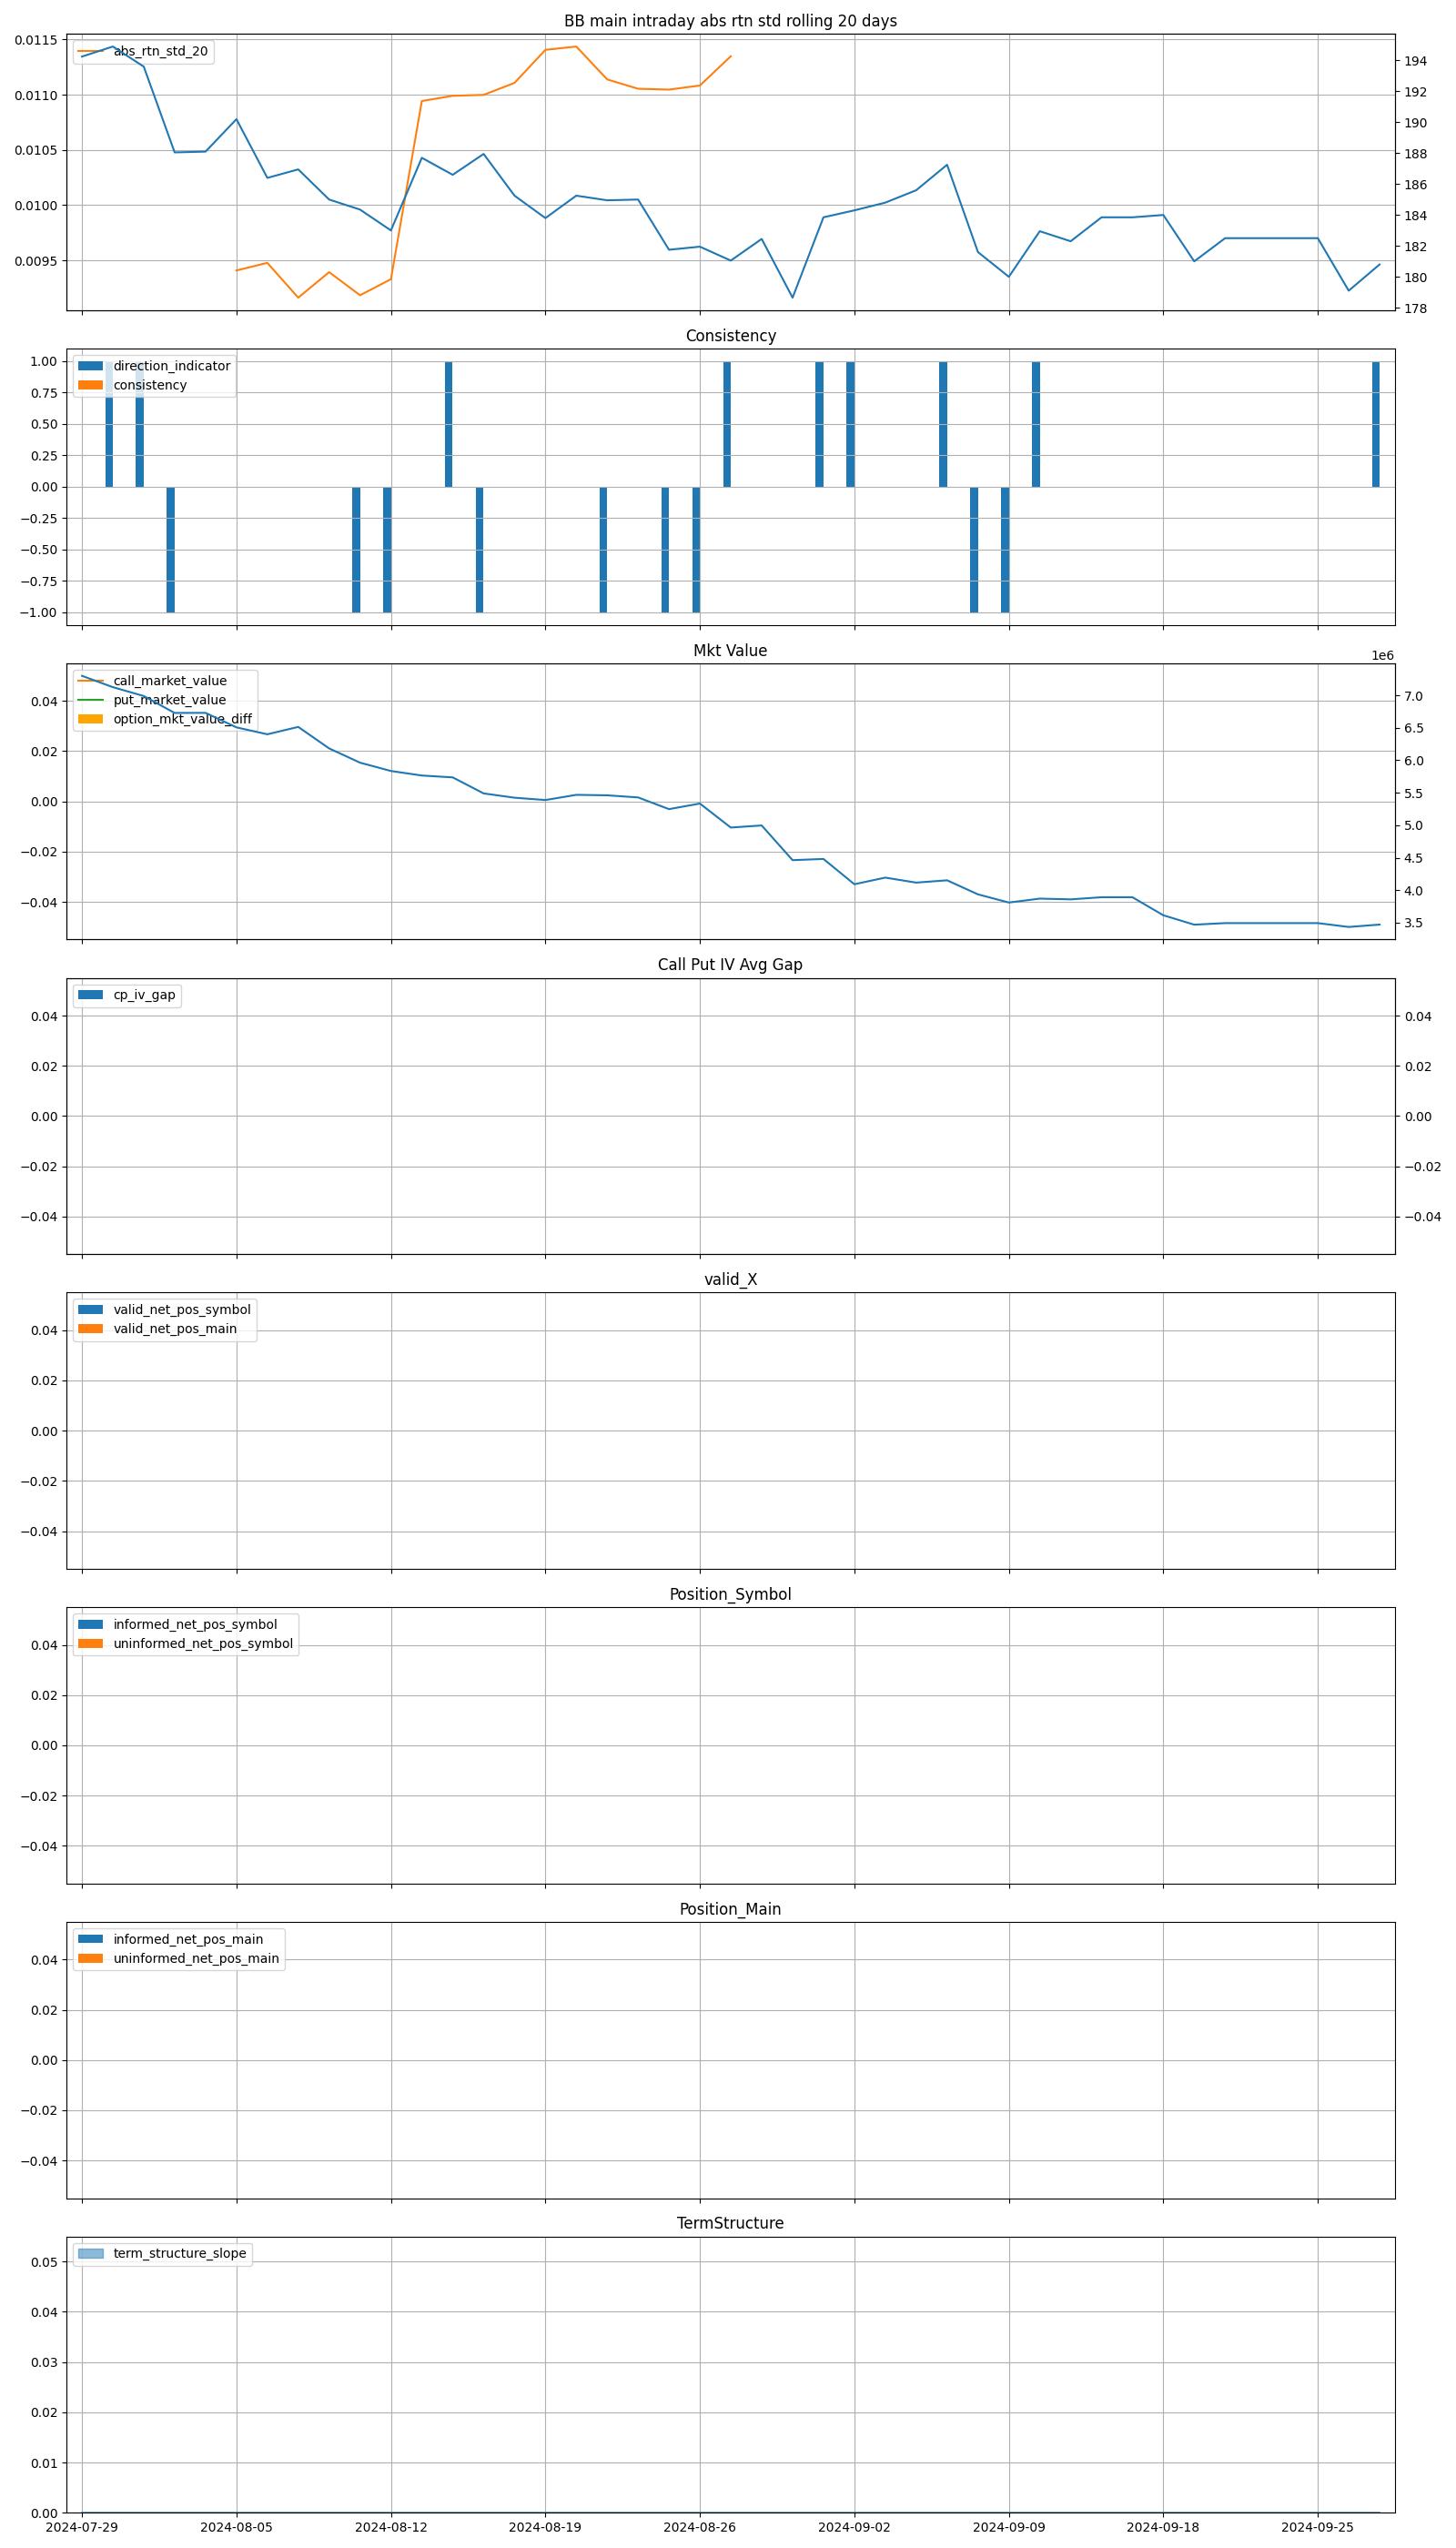 BB main intraday abs rtn std rolling 20 days
abs_rtn_std_20
0.0115
0.0110
0.0105
0.0100
0.0095
194
192
190
188
186
184
182
180
178
Consistency
direction_indicator
consistency
1.00
0.75
0.50
0.25
0.00
−0.25
−0.50
−0.75
−1.00
Mkt Value
1e6
call_market_value
put_market_value
option_mkt_value_diff
0.04
0.02
0.00
−0.02
−0.04
7.0
6.5
6.0
5.5
5.0
4.5
4.0
3.5
Call Put IV Avg Gap
cp_iv_gap
0.04
0.02
0.00
−0.02
−0.04
0.04
0.02
0.00
−0.02
−0.04
valid_X
valid_net_pos_symbol
valid_net_pos_main
0.04
0.02
0.00
−0.02
−0.04
Position_Symbol
informed_net_pos_symbol
uninformed_net_pos_symbol
0.04
0.02
0.00
−0.02
−0.04
Position_Main
informed_net_pos_main
uninformed_net_pos_main
0.04
0.02
0.00
−0.02
−0.04
TermStructure
term_structure_slope
0.05
0.04
0.03
0.02
0.01
0.00
2024-07-29 2024-08-05 2024-08-12 2024-08-19 2024-08-26 2024-09-02 2024-09-09 2024-09-18 2024-09-25